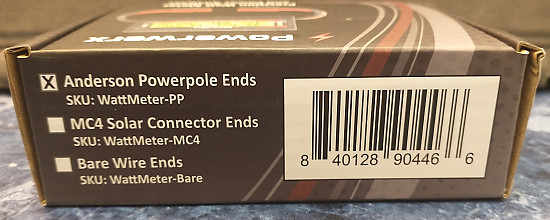 Powerwerx
X Anderson Powerpole Ends
SKU: WattMeter-PP
MC4 Solar Connector Ends
SKU: WattMeter-MC4
Bare Wire Ends
SKU: WattMeter-Bare
8 40128 90446 6